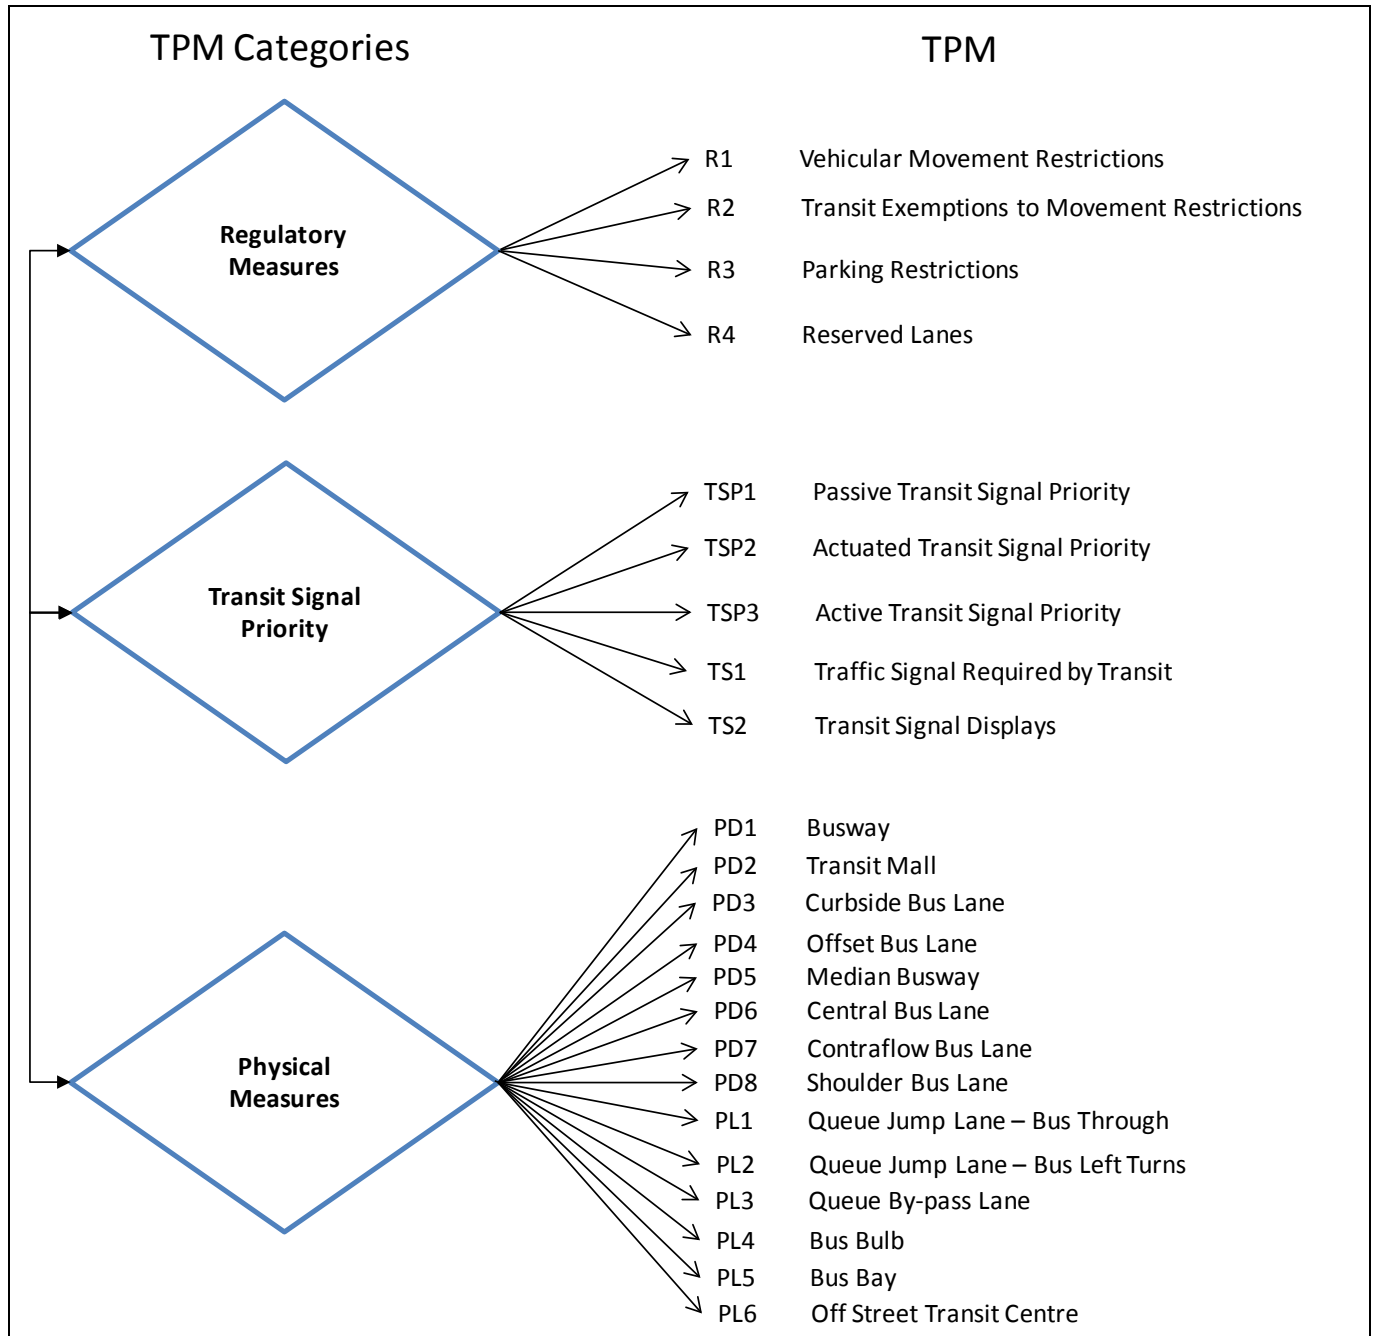 TPM Categories
TPM
Regulatory
Measures
R1 Vehicular Movement Restrictions
R2 Transit Exemptions to Movement Restrictions
R3 Parking Restrictions
R4 Reserved Lanes
Transit Signal
Priority
TSP1 Passive Transit Signal Priority
TSP2 Actuated Transit Signal Priority
TSP3 Active Transit Signal Priority
TS1 Traffic Signal Required by Transit
TS2 Transit Signal Displays
Physical
Measures
PD1 Busway
PD2 Transit Mall
PD3 Curbside Bus Lane
PD4 Offset Bus Lane
PD5 Median Busway
PD6 Central Bus Lane
PD7 Contraflow Bus Lane
PD8 Shoulder Bus Lane
PL1 Queue Jump Lane – Bus Through
PL2 Queue Jump Lane – Bus Left Turns
PL3 Queue By-pass Lane
PL4 Bus Bulb
PL5 Bus Bay
PL6 Off Street Transit Centre